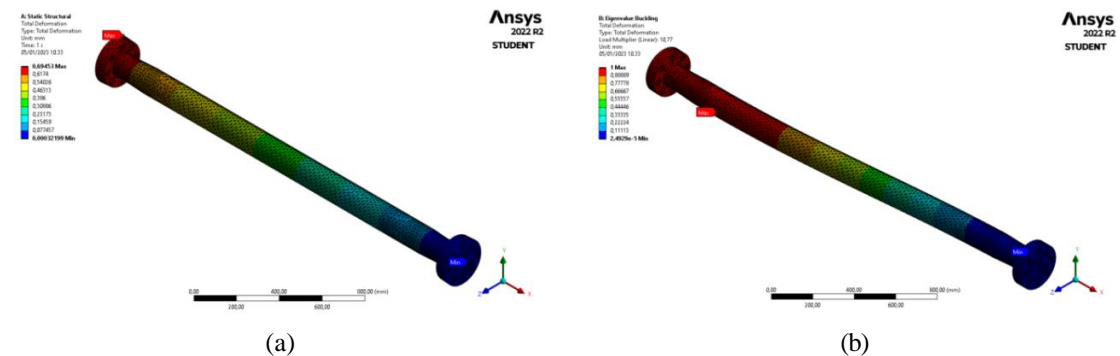 A: Static Structural
Total Deformation
Type: Total Deformation
Unit: mm
Time: 1 s
05/01/2023 10:33
0,69453 Max
0,6174
0,54026
0,46313
0,386
0,30886
0,23173
0,15459
0,077457
0,00032199 Min
Max
Min
Ansys
2022 R2
STUDENT
Y
Z
X
0,00
400,00
800,00 (mm)
200,00
600,00
(a)
B: Eigenvalue Buckling
Total Deformation
Type: Total Deformation
Load Multiplier (Linear): 10,77
Unit: mm
05/01/2023 10:33
1 Max
0,88889
0,77778
0,66667
0,55557
0,44446
0,33335
0,22224
0,11113
2,4929e-5 Min
Min
Ansys
2022 R2
STUDENT
Y
Z
X
0,00
400,00
800,00 (mm)
200,00
600,00
(b)